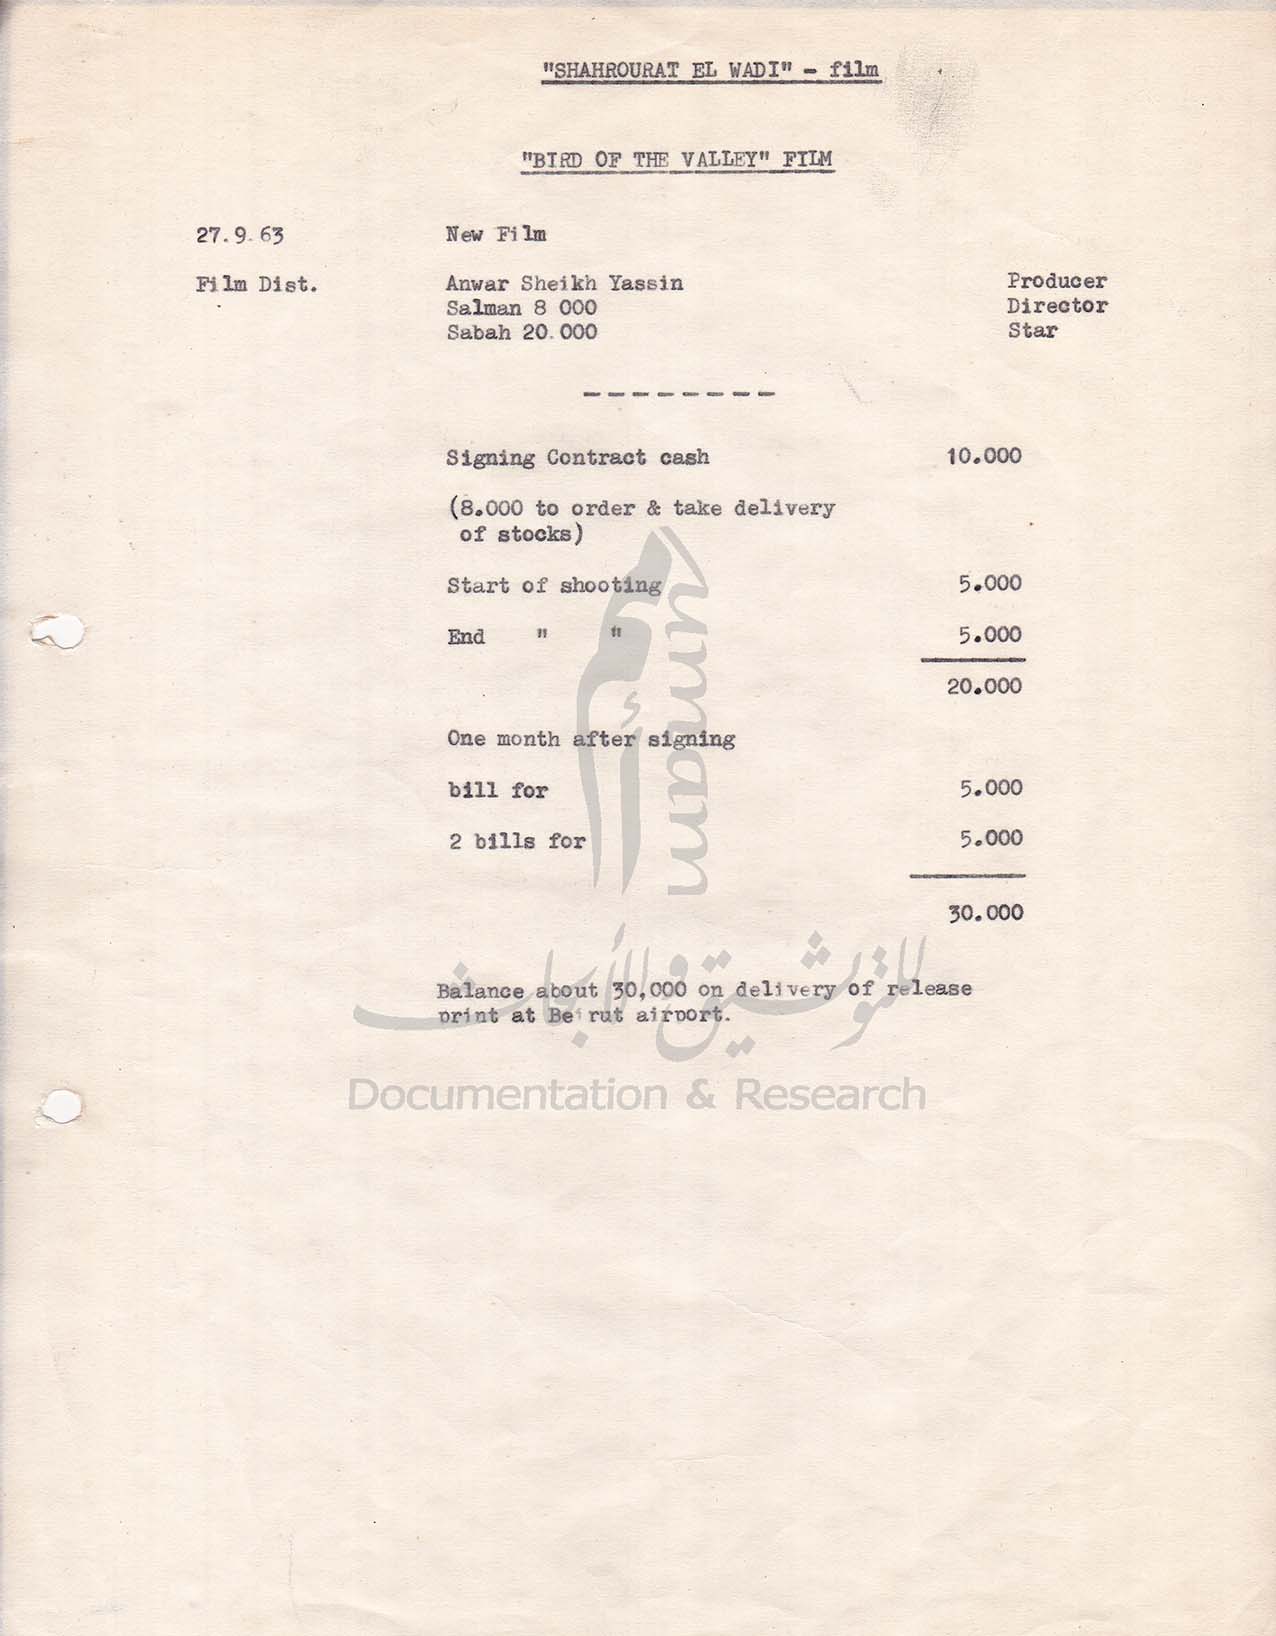 "SHAHROURAT EL WADI" - film
"BIRD OF THE VALLEY" FILM
27.9.63 New Film
Film Dist. Anwar Sheikh Yassin Producer
Salman 8 000 Director
Sabah 20.000 Star
--------
Signing Contract cash 10.000
(8.000 to order & take delivery
of stocks)
Start of shooting 5.000
End " " 5.000
20.000
One month after signing
bill for 5.000
2 bills for 5.000
30.000
Balance about 30,000 on delivery of release
print at Beirut airport.
أمم umam
للتوثيق والأبحاث
Documentation & Research